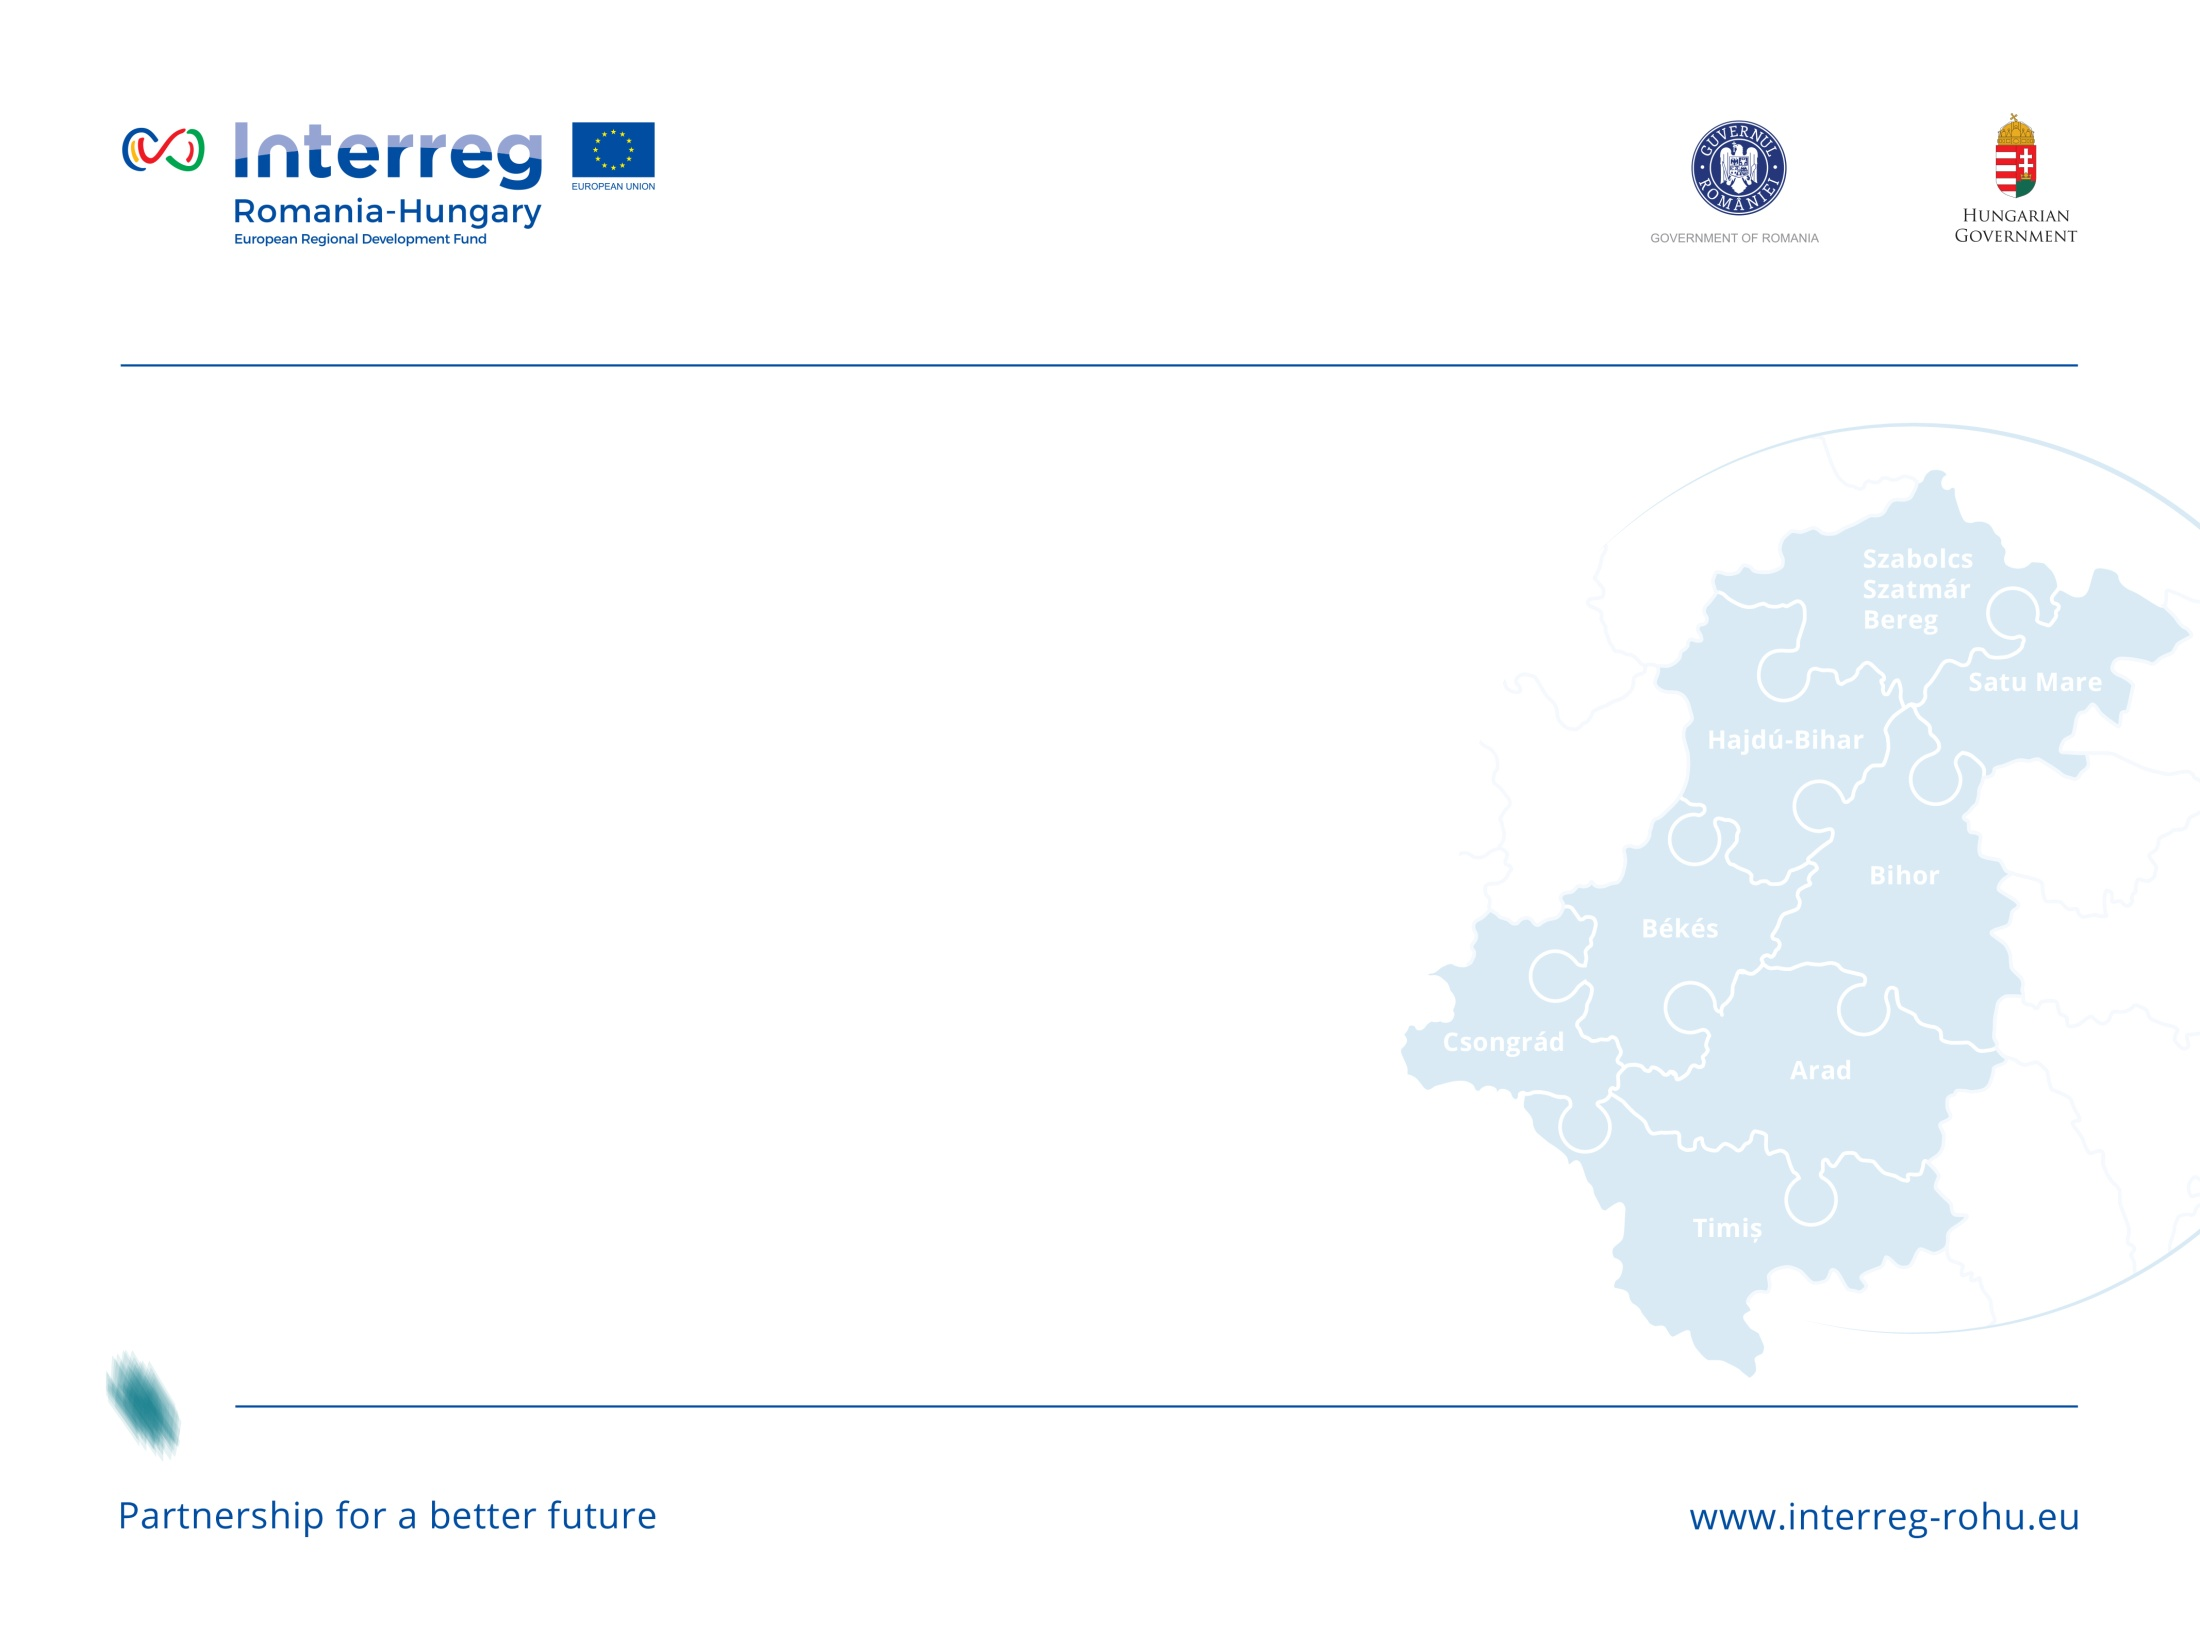 Interreg
EUROPEAN UNION
Romania-Hungary
European Regional Development Fund
GUVERNUL
ROMÂNIEI
GOVERNMENT OF ROMANIA
HUNGARIAN
GOVERNMENT
Szabolcs
Szatmár
Bereg
Satu Mare
Hajdú-Bihar
Bihor
Békés
Csongrád
Arad
Timiș
Partnership for a better future
www.interreg-rohu.eu